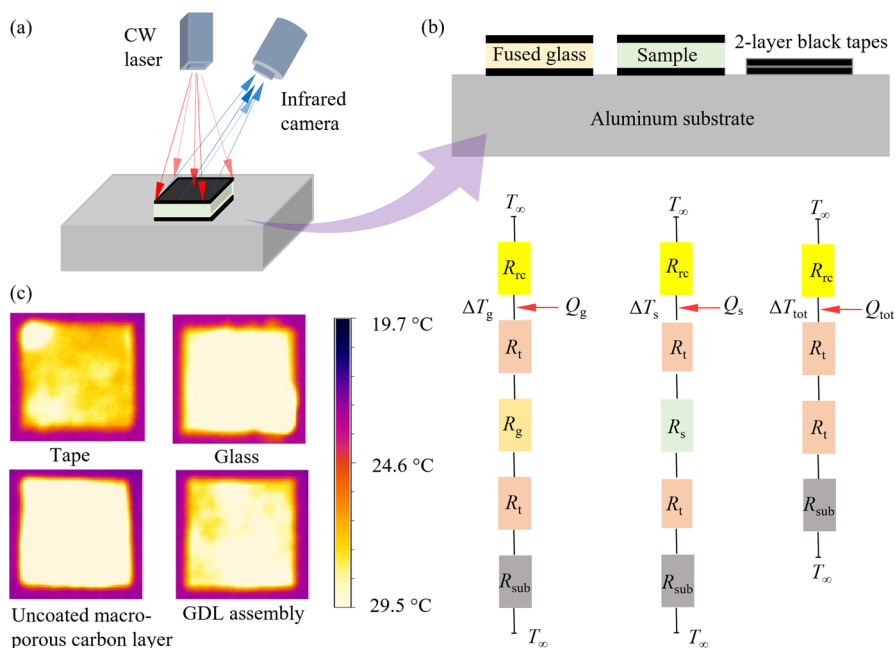 (a)
CW
laser
Infrared
camera
(b)
Fused glass
Sample
2-layer black tapes
Aluminum substrate
T∞
T∞
T∞
Rrc
Rrc
Rrc
ΔTg
Qg
ΔTs
Qs
ΔTtot
Qtot
Rt
Rt
Rt
Rg
Rs
Rt
Rt
Rt
Rsub
Rsub
Rsub
T∞
T∞
T∞
(c)
Tape
Glass
Uncoated macro-
porous carbon layer
GDL assembly
19.7 °C
24.6 °C
29.5 °C